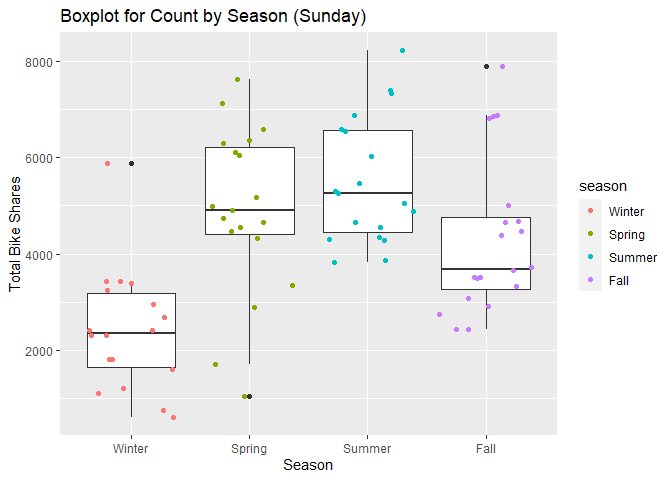 Boxplot for Count by Season (Sunday)
Total Bike Shares
8000
6000
4000
2000
Winter
Spring
Summer
Fall
Season
season
Winter
Spring
Summer
Fall